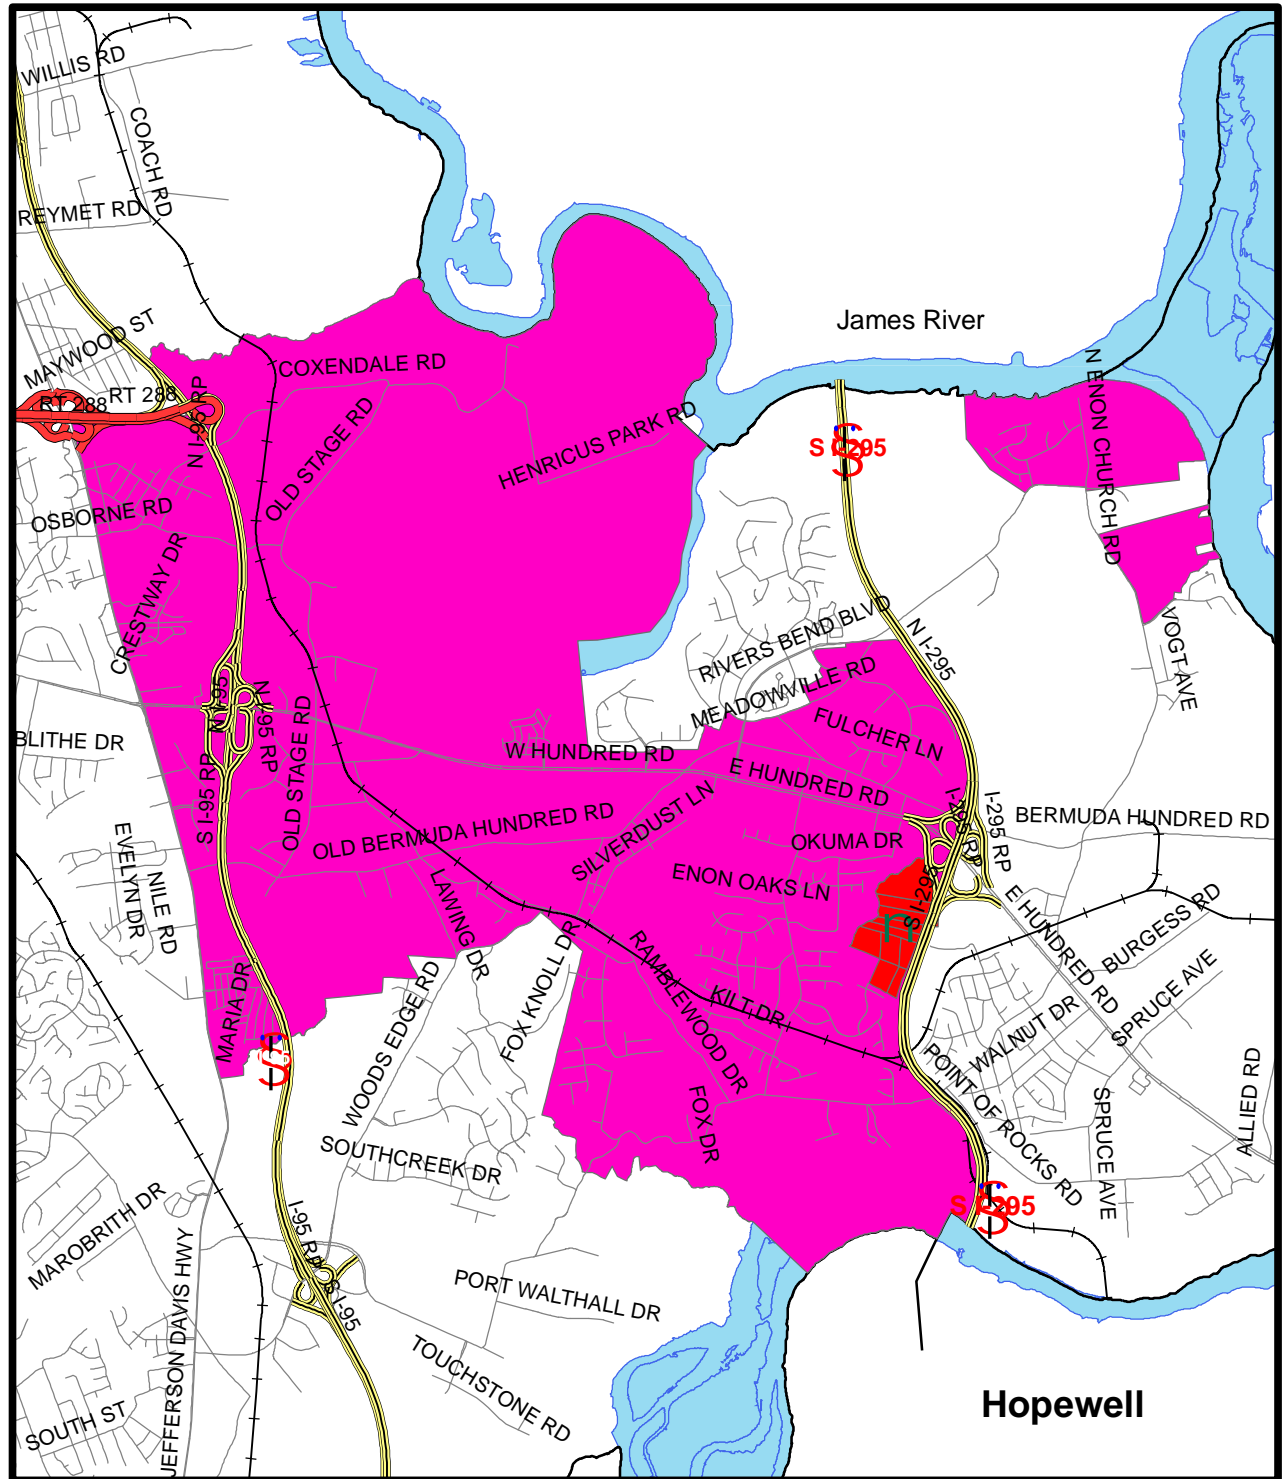 WILLIS RD
COACH RD
REYMET RD
James River
MAYWOOD ST
COXENDALE RD
N ENON CHURCH RD
RT 288
RT 288
N I-95 RP
OLD STAGE RD
HENRICUS PARK RD
S I-295
OSBORNE RD
CRESTWAY DR
RIVERS BEND BLVD
N I-295
VOGT AVE
MEADOWVILLE RD
N I-95
N I-95 RP
OLD STAGE RD
FULCHER LN
BLITHE DR
W HUNDRED RD
E HUNDRED RD
S I-95 RP
SILVERDUST LN
I-295 RP
I-295 RP
BERMUDA HUNDRED RD
OLD BERMUDA HUNDRED RD
OKUMA DR
EVELYN DR
NILE RD
LAWING DR
ENON OAKS LN
S I-295
E HUNDRED RD
BURGESS RD
FOX KNOLL DR
RAMBLEWOOD DR
SPRUCE AVE
MARIA DR
WOODS EDGE RD
KILT DR
WALNUT DR
POINT OF ROCKS RD
FOX DR
SPRUCE AVE
ALLIED RD
SOUTHCREEK DR
S I-295
MAROBRITH DR
I-95 RP
S I-95
PORT WALTHALL DR
JEFFERSON DAVIS HWY
TOUCHSTONE RD
SOUTH ST
Hopewell